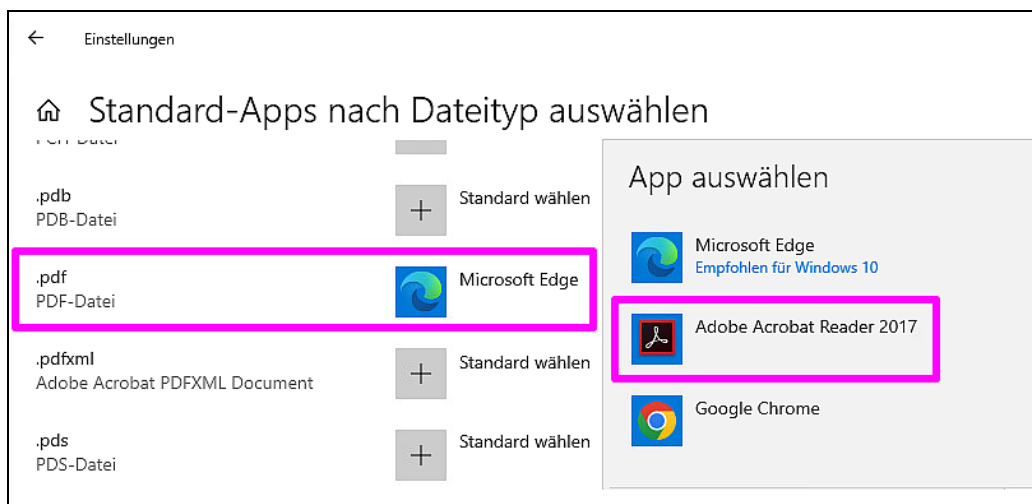 Einstellungen
Standard-Apps nach Dateityp auswählen
.pdb
PDB-Datei
Standard wählen
.pdf
PDF-Datei
Microsoft Edge
.pdfxml
Adobe Acrobat PDFXML Document
Standard wählen
.pds
PDS-Datei
Standard wählen
App auswählen
Microsoft Edge
Empfohlen für Windows 10
Adobe Acrobat Reader 2017
Google Chrome